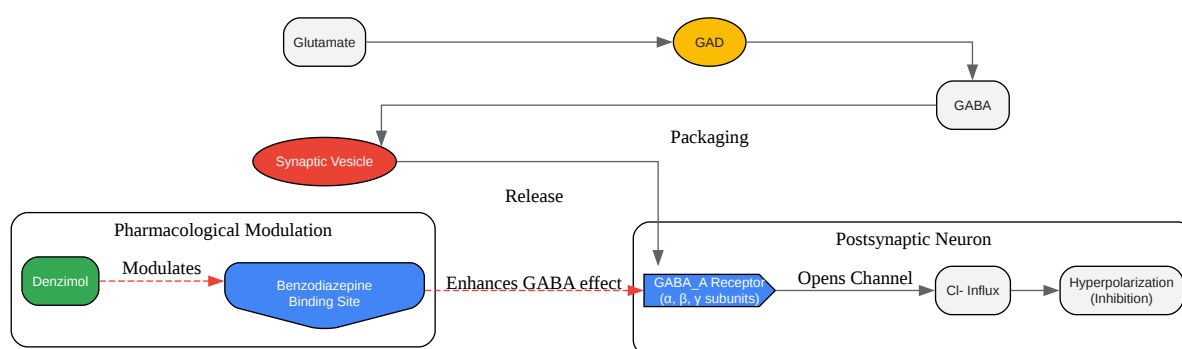 Glutamate
GAD
GABA
Packaging
Synaptic Vesicle
Release
Pharmacological Modulation
Denzimol
Modulates
Benzodiazepine
Binding Site
Enhances GABA effect
Postsynaptic Neuron
GABA_A Receptor
(α, β, γ subunits)
Opens Channel
Cl- Influx
Hyperpolarization
(Inhibition)